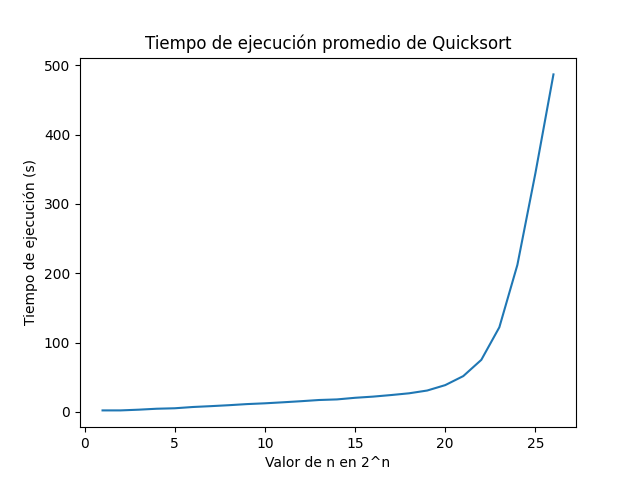 Tiempo de ejecución promedio de Quicksort
500
400
300
200
100
0
Tiempo de ejecución (s)
0 5 10 15 20 25
Valor de n en 2^n